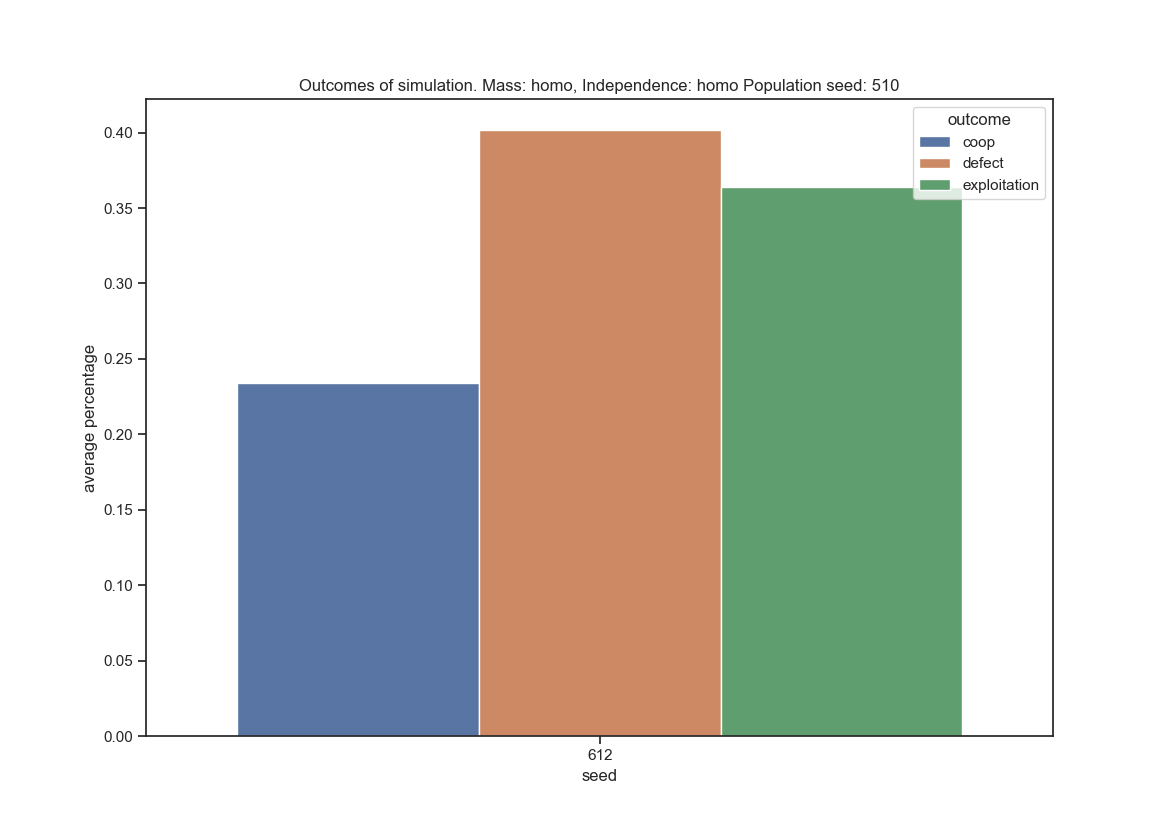 Outcomes of simulation. Mass: homo, Independence: homo Population seed: 510
outcome
coop
defect
exploitation
average percentage
0.40
0.35
0.30
0.25
0.20
0.15
0.10
0.05
0.00
612
seed